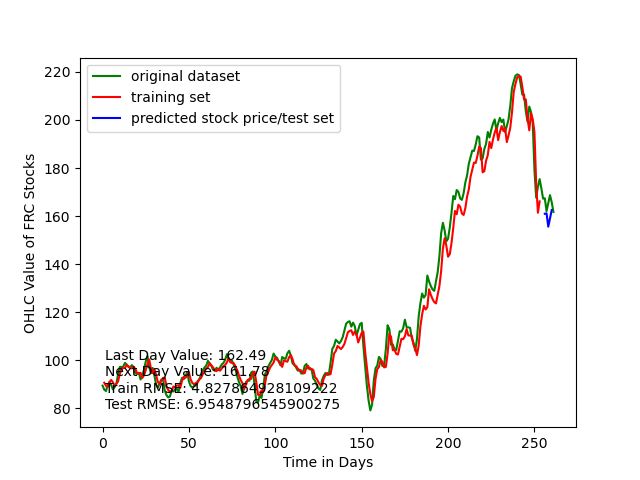 original dataset
training set
predicted stock price/test set
OHLC Value of FRC Stocks
220
200
180
160
140
120
100
80
Last Day Value: 162.49
Next Day Value: 161.78
Train RMSE: 4.827864928109222
Test RMSE: 6.9548796545900275
0
50
100
150
200
250
Time in Days